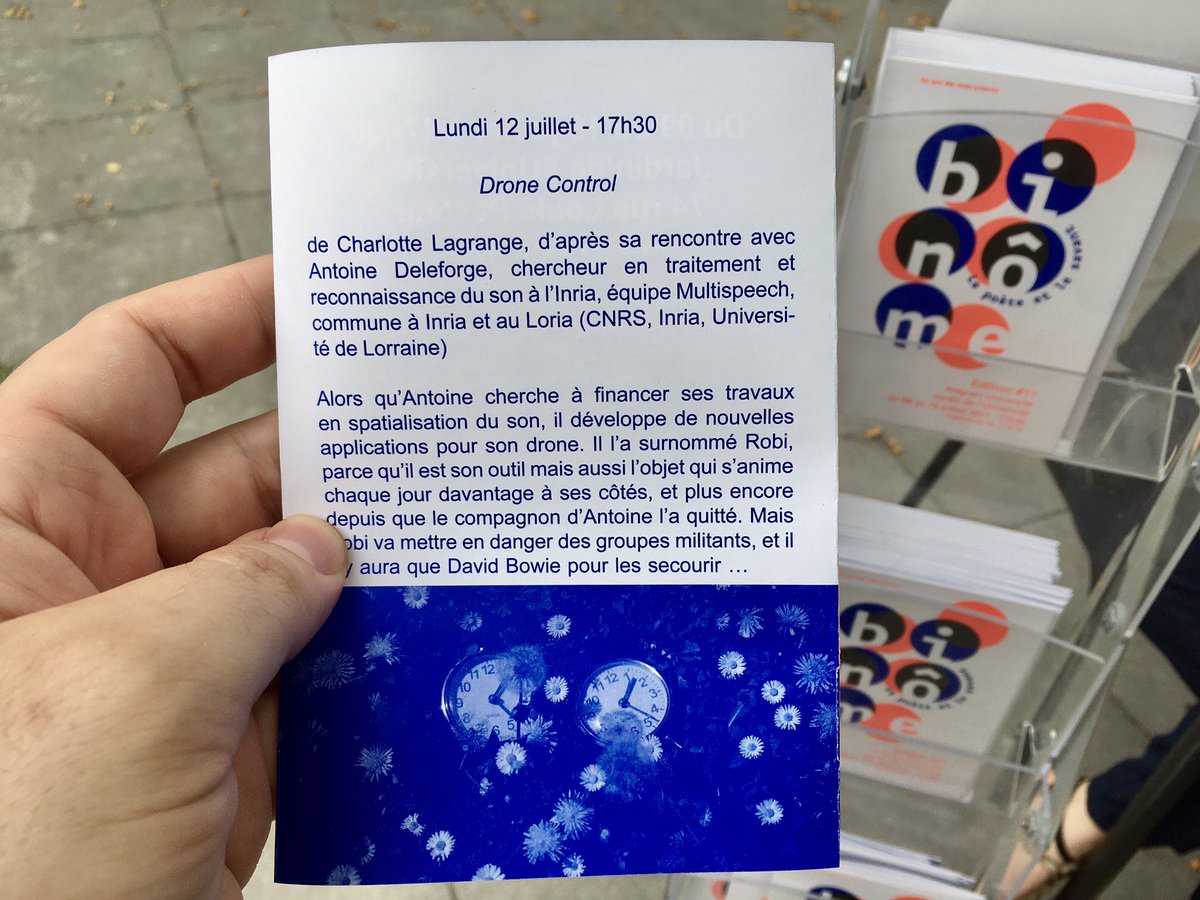 Lundi 12 juillet - 17h30
Drone Control
de Charlotte Lagrange, d'après sa rencontre avec
Antoine Deleforge, chercheur en traitement et
reconnaissance du son à l'Inria, équipe Multispeech,
commune à Inria et au Loria (CNRS, Inria, Universi-
té de Lorraine)
Alors qu'Antoine cherche à financer ses travaux
en spatialisation du son, il développe de nouvelles
applications pour son drone. Il l'a surnommé Robi,
parce qu'il est son outil mais aussi l'objet qui s'anime
chaque jour davantage à ses côtés, et plus encore
depuis que le compagnon d'Antoine l'a quitté. Mais
obi va mettre en danger des groupes militants, et il
y aura que David Bowie pour les secourir ...
bi
nô
me
le poète et le savant
bi
nô
me